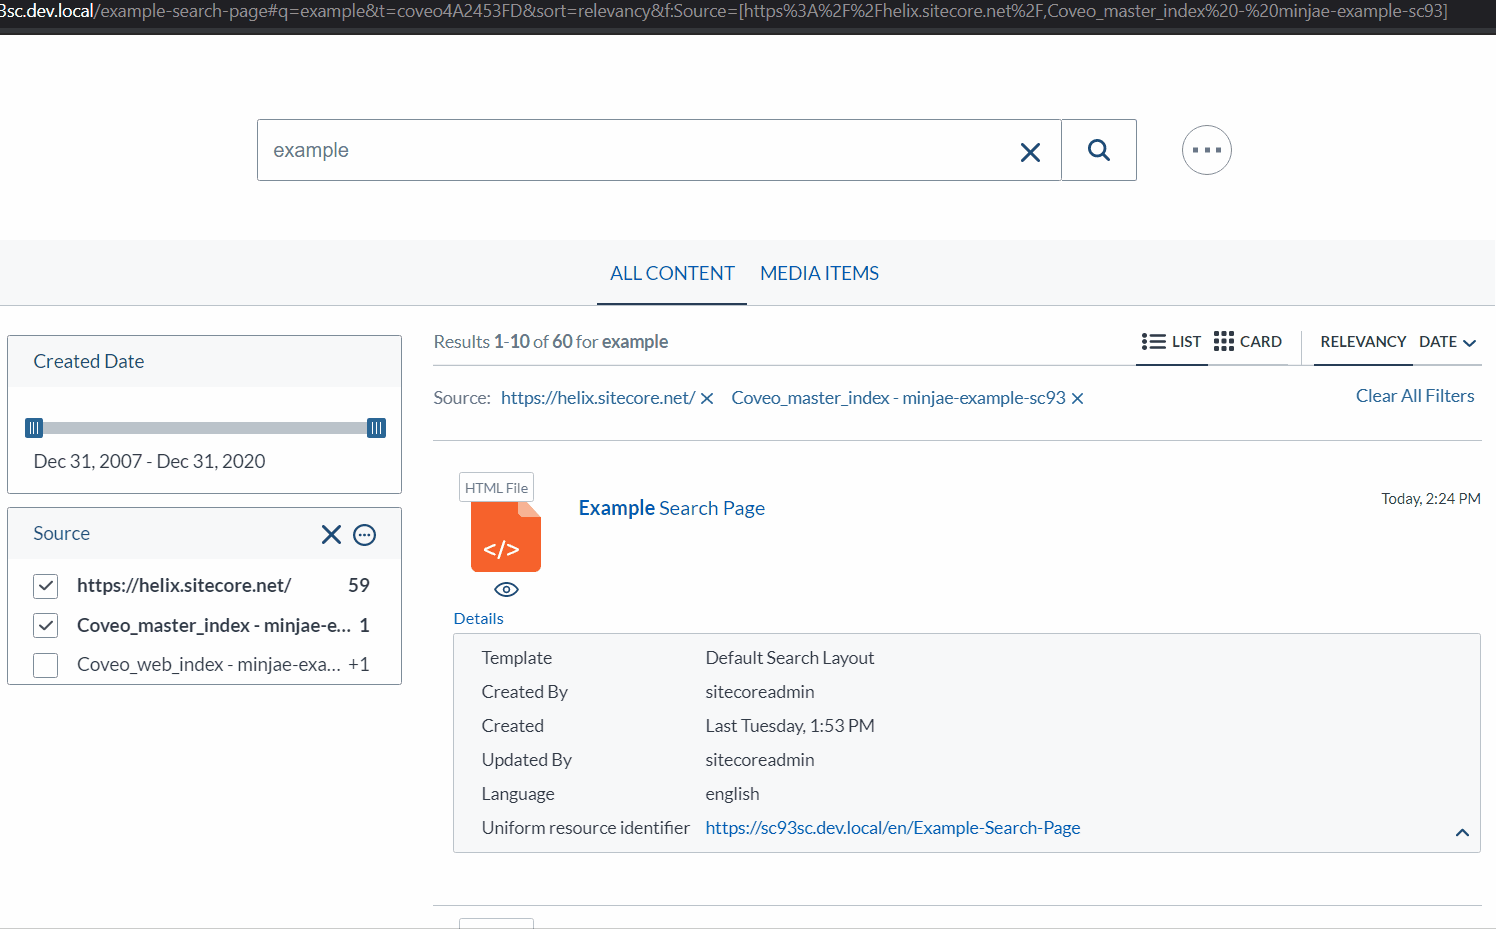 3sc.dev.local/example-search-page#q=example&t=coveo4A2453FD&sort=relevancy&f:Source=[https%3A%2F%2Fhelix.sitecore.net%2F,Coveo_master_index%20-%20minjae-example-sc93]
example
ALL CONTENT MEDIA ITEMS
Created Date
Dec 31, 2007 - Dec 31, 2020
Source
https://helix.sitecore.net/ 59
Coveo_master_index - minjae-e... 1
Coveo_web_index - minjae-exa... +1
Results 1-10 of 60 for example
LIST CARD RELEVANCY DATE
Source: https://helix.sitecore.net/ Coveo_master_index - minjae-example-sc93 Clear All Filters
HTML File
</>
Example Search Page
Today, 2:24 PM
Details
Template Default Search Layout
Created By sitecoreadmin
Created Last Tuesday, 1:53 PM
Updated By sitecoreadmin
Language english
Uniform resource identifier https://sc93sc.dev.local/en/Example-Search-Page